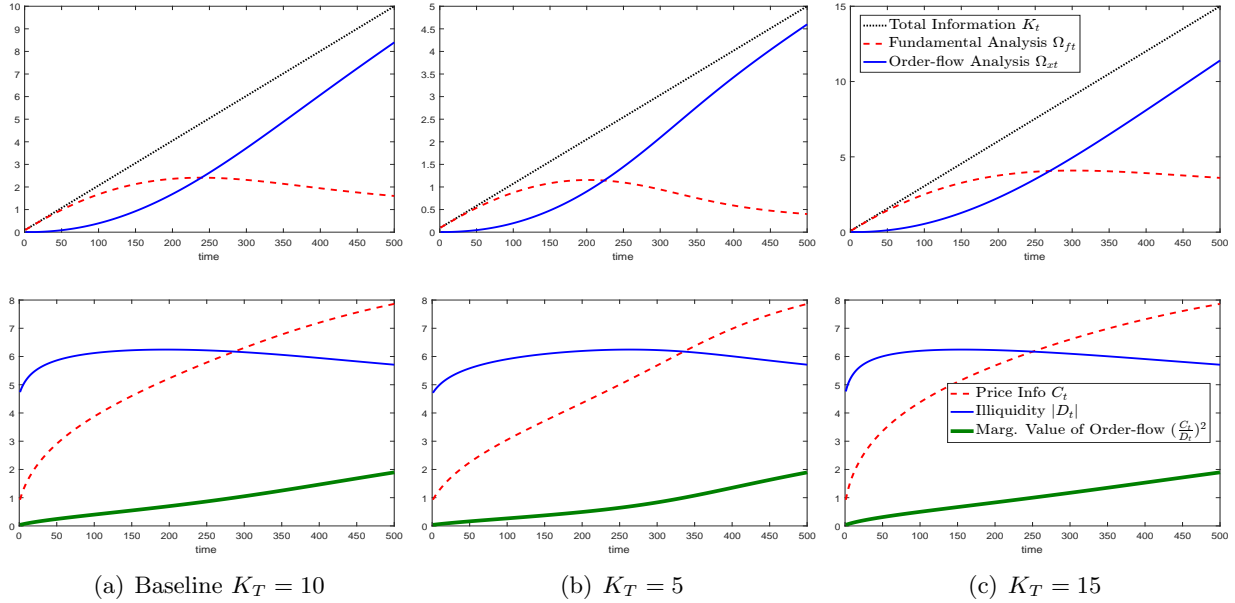 10
9
8
7
6
5
4
3
2
1
0
0 50 100 150 200 250 300 350 400 450 500
time
5
4.5
4
3.5
3
2.5
2
1.5
1
0.5
0
0 50 100 150 200 250 300 350 400 450 500
time
15
10
5
0
0 50 100 150 200 250 300 350 400 450 500
time
Total Information K_t
Fundamental Analysis Ω_{ft}
Order-flow Analysis Ω_{xt}
8
7
6
5
4
3
2
1
0
0 50 100 150 200 250 300 350 400 450 500
time
8
7
6
5
4
3
2
1
0
0 50 100 150 200 250 300 350 400 450 500
time
8
7
6
5
4
3
2
1
0
0 50 100 150 200 250 300 350 400 450 500
time
Price Info C_t
Illiquidity |D_t|
Marg. Value of Order-flow (C_t/D_t)^2
(a) Baseline K_T = 10
(b) K_T = 5
(c) K_T = 15